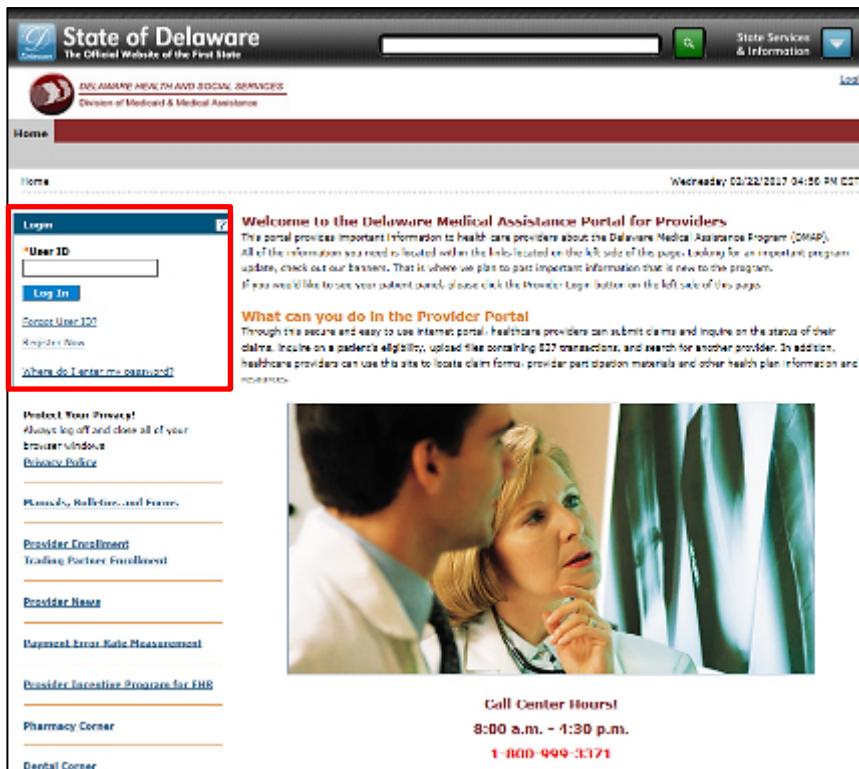 State of Delaware
The Official Website of the First State
State Services
& Information
Delaware
DELAWARE HEALTH AND SOCIAL SERVICES
Division of Medicaid & Medical Assistance
Login
Home
Home
Wednesday 02/22/2017 04:56 PM EST
Login
?
*User ID
Log In
Forgot User ID?
Register Now
Where do I enter my password?
Protect Your Privacy!
Always log off and close all of your
browser windows
Privacy Policy
Manuals, Bulletins and Forms
Provider Enrollment
Trading Partner Enrollment
Provider News
Payment Error Rate Measurement
Provider Incentive Program for EHR
Pharmacy Corner
Dental Corner
Welcome to the Delaware Medical Assistance Portal for Providers
This portal provides important information to health care providers about the Delaware Medical Assistance Program (DMAP).
All of the information you need is located within the links located on the left side of this page. Looking for an important program
update, check out our banners. That is where we plan to post important information that is new to the program.
If you would like to see your patient panel, please click the Provider Login button on the left side of this page.
What can you do in the Provider Portal
Through this secure and easy to use internet portal, healthcare providers can submit claims and inquire on the status of their
claims, inquire on a patient's eligibility, upload files containing 837 transactions, and search for another provider. In addition,
healthcare providers can use this site to locate claim forms, provider participation materials and other health plan information and
resources.
Call Center Hours!
8:00 a.m. - 4:30 p.m.
1-800-999-3371